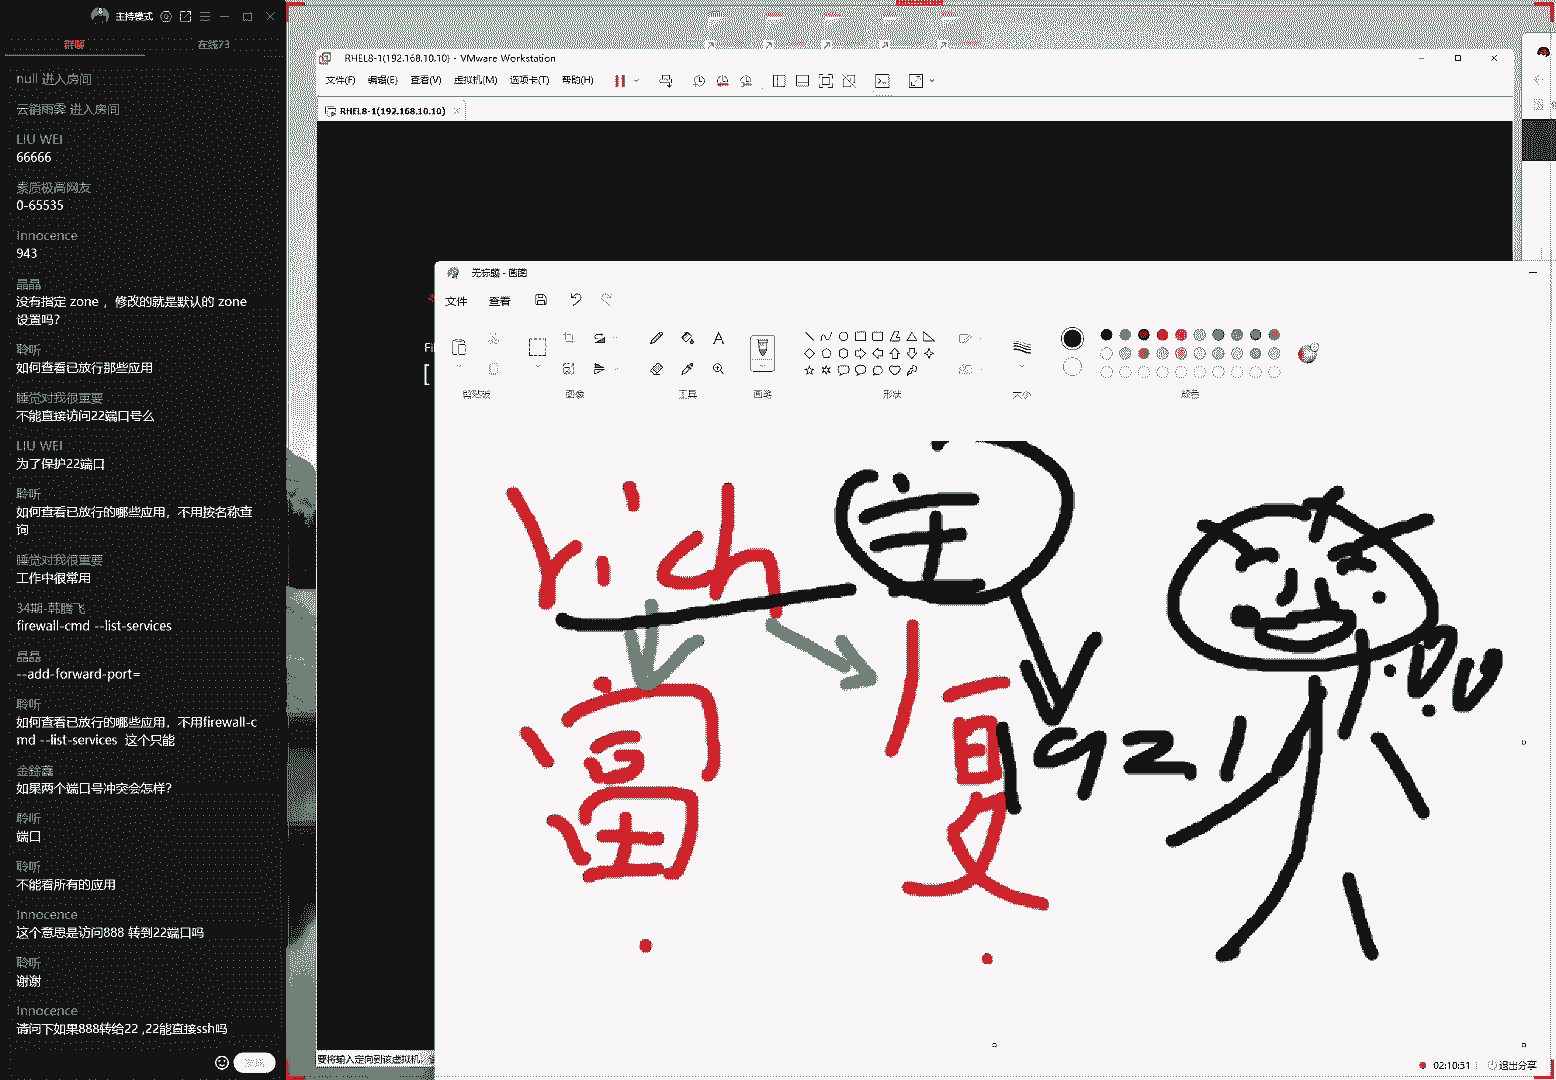 主持模式
群聊
在线73
null 进入房间
云销雨霁 进入房间
LIU WEI
66666
素质极高网友
0-65535
Innocence
943
晶晶
没有指定 zone ，修改的就是默认的 zone
设置吗?
聆听
如何查看已放行那些应用
睡觉对我很重要
不能直接访问22端口号么
LIU WEI
为了保护22端口
聆听
如何查看已放行的哪些应用，不用按名称查
询
睡觉对我很重要
工作中很常用
34期-韩腾飞
firewall-cmd --list-services
晶晶
--add-forward-port=
聆听
如何查看已放行的哪些应用，不用firewall-c
md --list-services  这个只能
如果两个端口号冲突会怎样?
聆听
端口
聆听
不能看所有的应用
Innocence
这个意思是访问888 转到22端口吗
聆听
谢谢
Innocence
请问下如果888转给22 ,22能直接ssh吗
发送
RHEL8-1(192.168.10.10) - VMware Workstation
文件(F) 编辑(E) 查看(V) 虚拟机(M) 选项卡(T) 帮助(H)
RHEL8-1(192.168.10.10)
无标题 - 画图
文件 查看
剪贴板 图像 工具 画笔 形状 大小 颜色
rich
主
富
复
192.1
要将输入定向到该虚拟机，请
02:10:51 退出分享